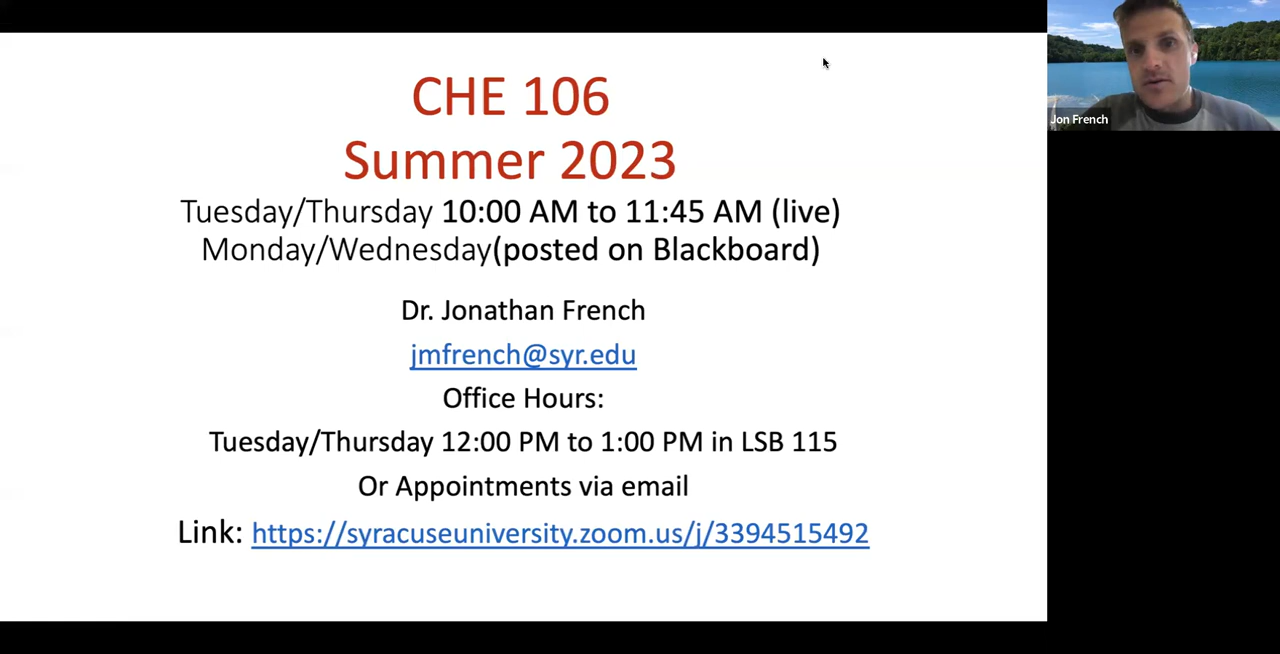 CHE 106
Summer 2023
Tuesday/Thursday 10:00 AM to 11:45 AM (live)
Monday/Wednesday(posted on Blackboard)
Dr. Jonathan French
jmfrench@syr.edu
Office Hours:
Tuesday/Thursday 12:00 PM to 1:00 PM in LSB 115
Or Appointments via email
Link: https://syracuseuniversity.zoom.us/j/3394515492
Jon French